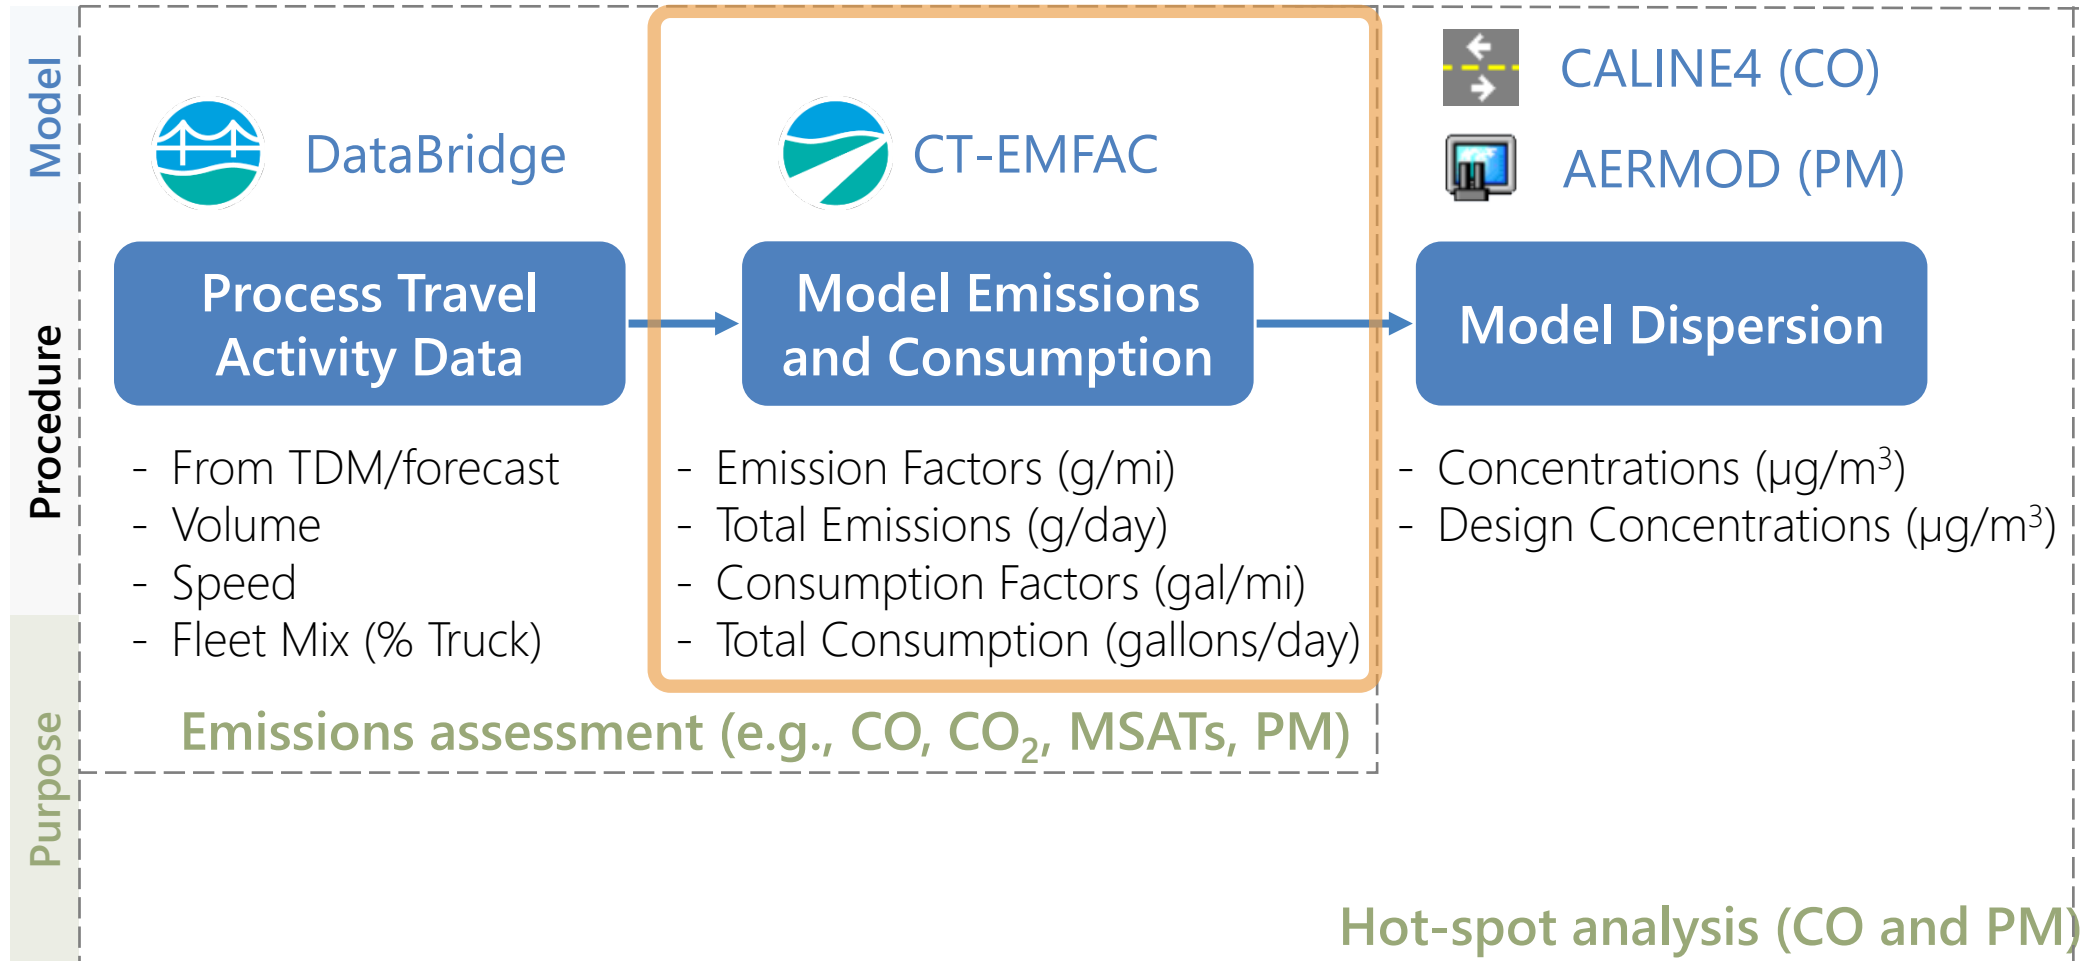 Model
DataBridge
CT-EMFAC
CALINE4 (CO)
AERMOD (PM)
Procedure
Process Travel
Activity Data
Model Emissions
and Consumption
Model Dispersion
- From TDM/forecast
- Volume
- Speed
- Fleet Mix (% Truck)
- Emission Factors (g/mi)
- Total Emissions (g/day)
- Consumption Factors (gal/mi)
- Total Consumption (gallons/day)
- Concentrations (µg/m³)
- Design Concentrations (µg/m³)
Purpose
Emissions assessment (e.g., CO, CO₂, MSATs, PM)
Hot-spot analysis (CO and PM)